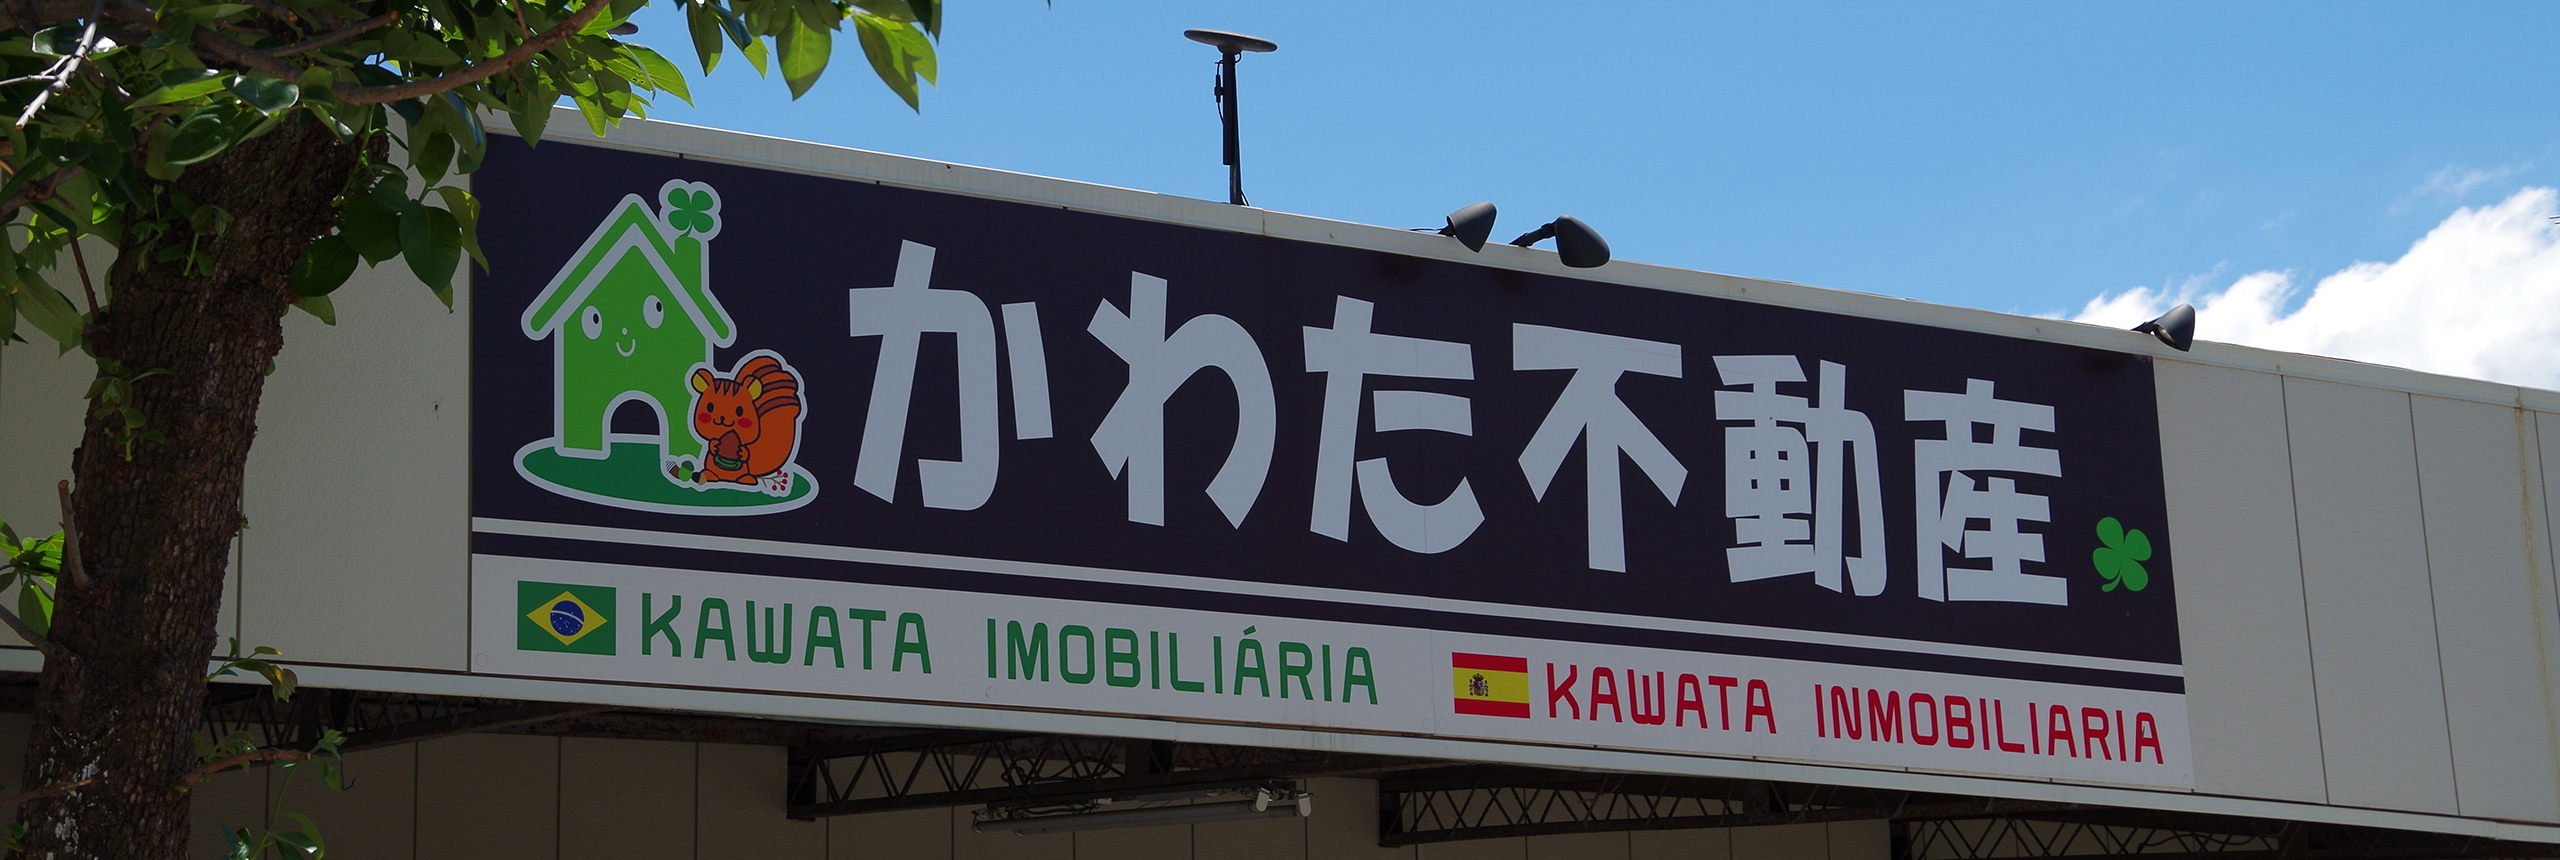 かわた不動産
KAWATA IMOBILIÁRIA
KAWATA INMOBILIARIA